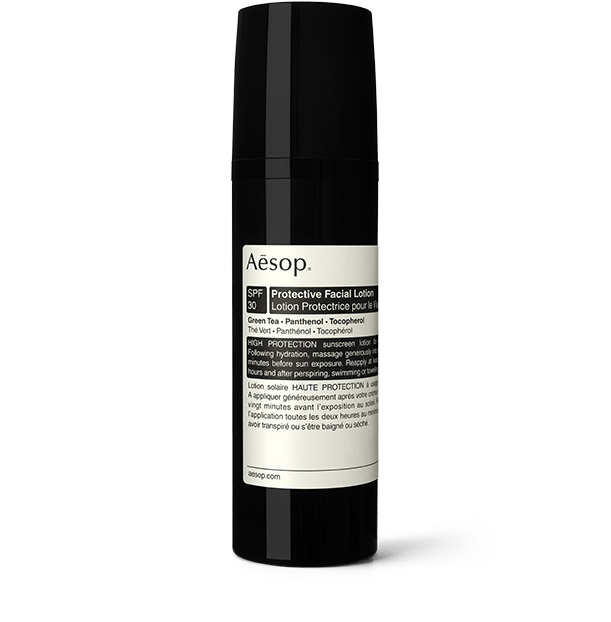 Aēsop.
SPF 30
Protective Facial Lotion
Lotion Protectrice pour le
Green Tea • Panthenol • Tocopherol
Thé Vert • Panthénol • Tocophérol
HIGH PROTECTION sunscreen lotion
Following hydration, massage generously
minutes before sun exposure. Reapply at
hours and after perspiring, swimming or
Lotion solaire HAUTE PROTECTION à
A appliquer généreusement après votre
vingt minutes avant l'exposition au soleil.
l'application toutes les deux heures au
avoir transpiré ou s'être baigné ou séché.
aesop.com